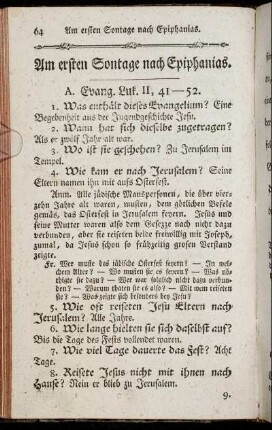 64 Am ersten Sontage nach Epiphanias.
Am ersten Sontage nach Epiphanias.
A. Evang. Luk. II, 41—52.
1. Was enthält dieses Evangelium? Eine
Begebenheit aus der Jugendgeschichte Jesu.
2. Wann hat sich dieselbe zugetragen?
Als er zwölf Jahr alt war.
3. Wo ist sie geschehen? Zu Jerusalem im
Tempel.
4. Wie kam er nach Jerusalem? Seine
Eltern namen ihn mit aufs Osterfest.
Anm. Alle jüdische Manspersonen, die über vier-
zehn Jahre alt waren, musten, dem götlichen Befele
gemäs, das Osterfest in Jerusalem feyern. Jesus und
seine Mutter waren also dem Gesezze nach nicht dazu
verbunden, aber sie reiseten beide freiwillig mit Joseph,
zumal, da Jesus schon so frühzeitig grosen Verstand
zeigte.
Fr. Wer muste das jüdische Osterfest feyern? — In wel-
chem Alter? — Wo musten sie es feyern? — Was nö-
thigte sie dazu? — Wer war folglich nicht dazu verbun-
den? — Warum thaten sie es also? — Mit wem reiseten
sie? — Was zeigte sich besonders bey Jesu?
5. Wie oft reiseten Jesu Eltern nach
Jerusalem? Alle Jahre.
6. Wie lange hielten sie sich daselbst auf?
Bis die Tage des Fests vollendet waren.
7. Wie viel Tage dauerte das Fest? Acht
Tage.
8. Reisete Jesus nicht mit ihnen nach
Hause? Nein er blieb zu Jerusalem.
9.